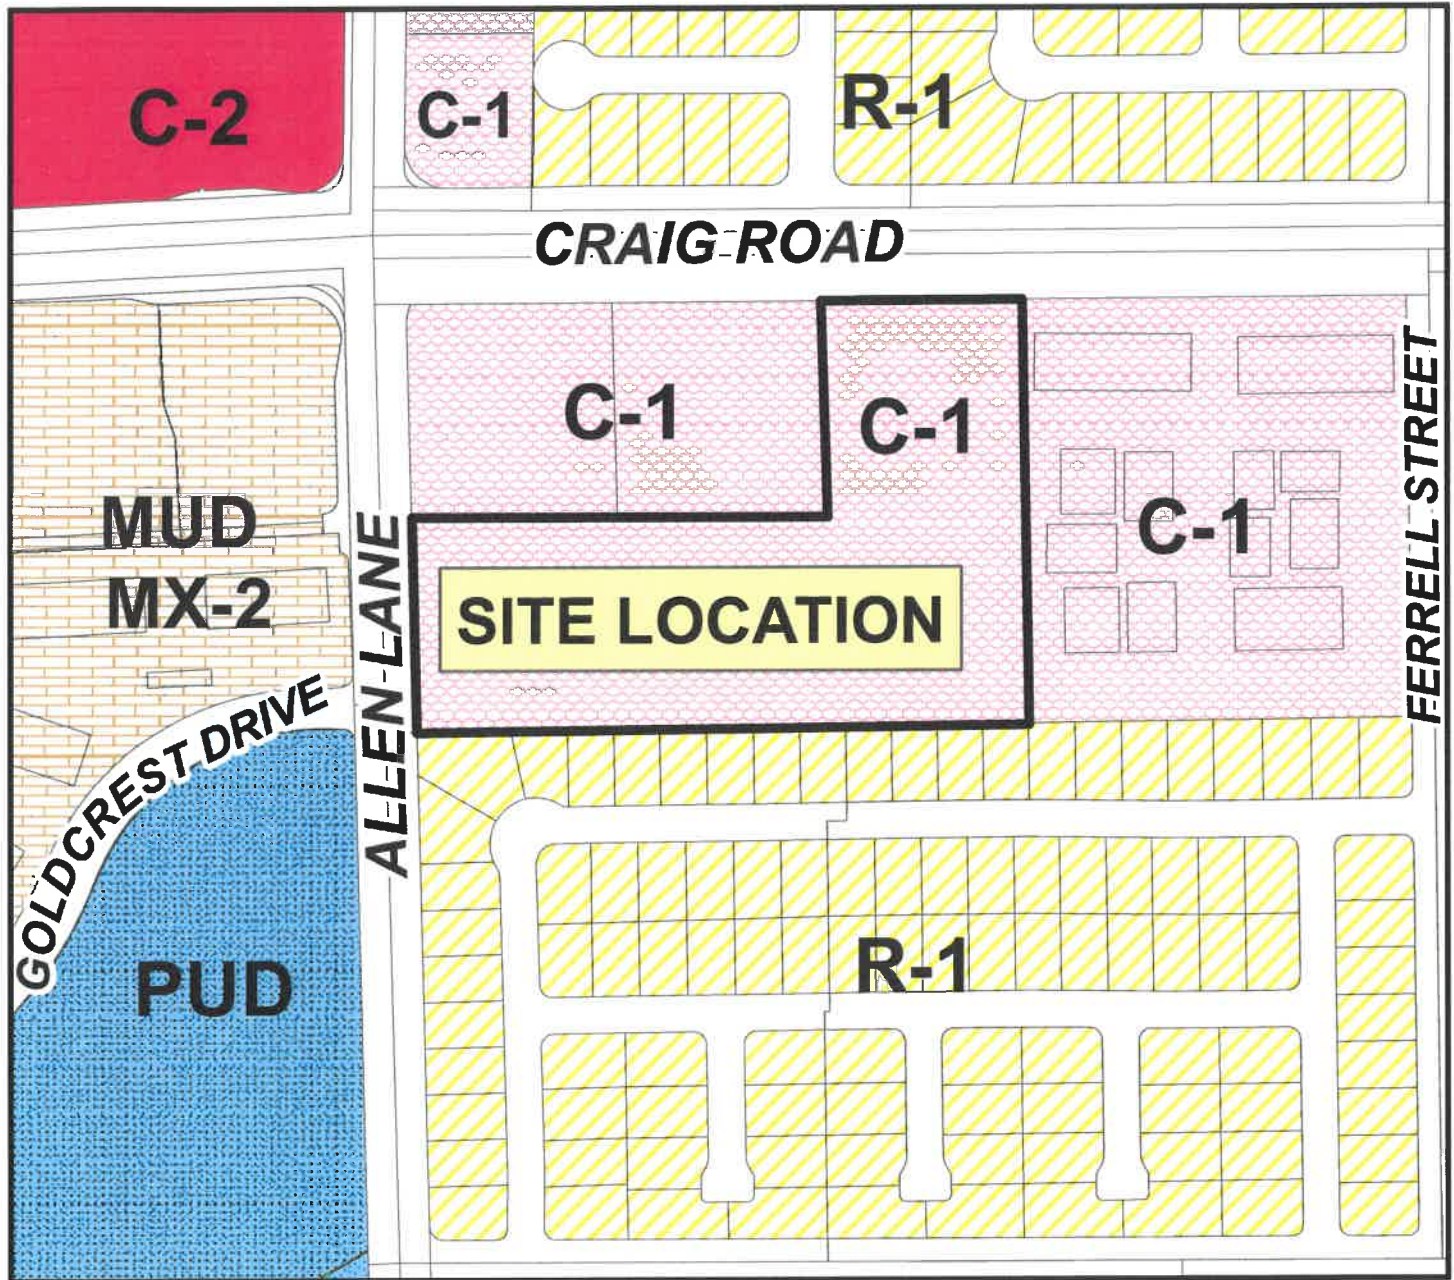 C-2
C-1
R-1
CRAIG ROAD
C-1
C-1
C-1
FERRELL STREET
MUD
MX-2
ALLEN LANE
SITE LOCATION
GOLDCREST DRIVE
PUD
R-1